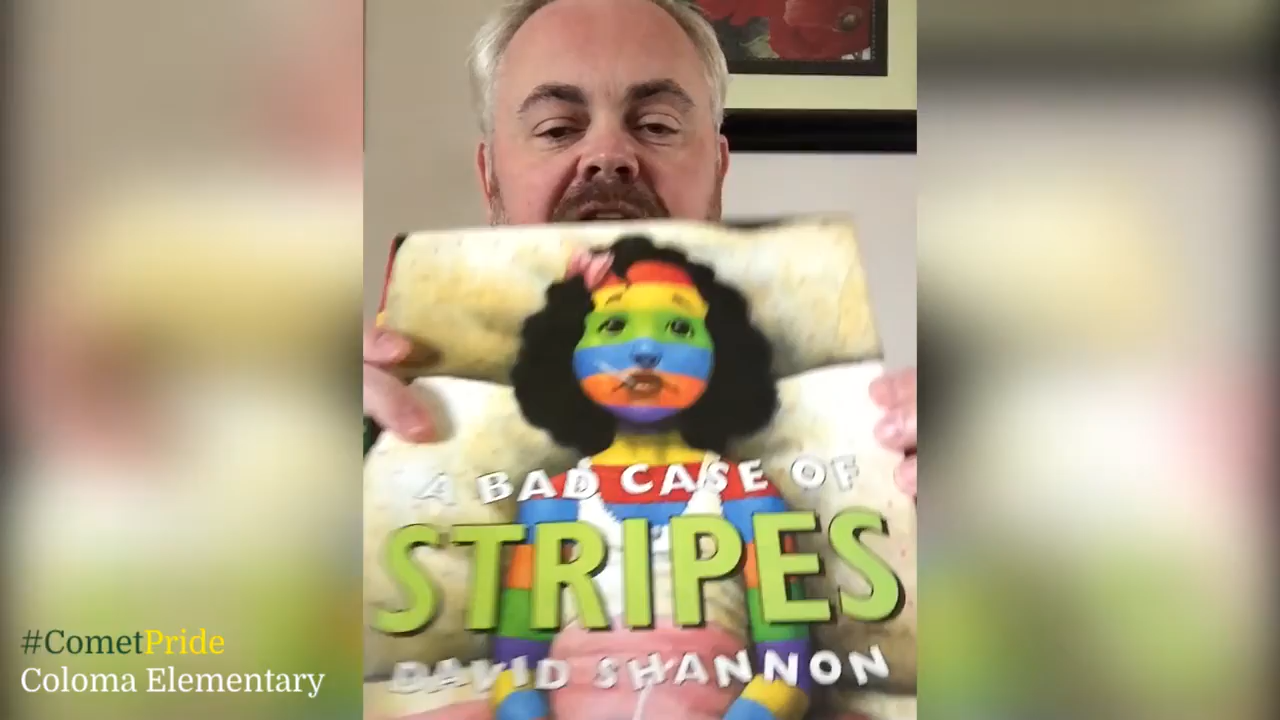 A BAD CASE OF
STRIPES
DAVID SHANNON
#CometPride
Coloma Elementary